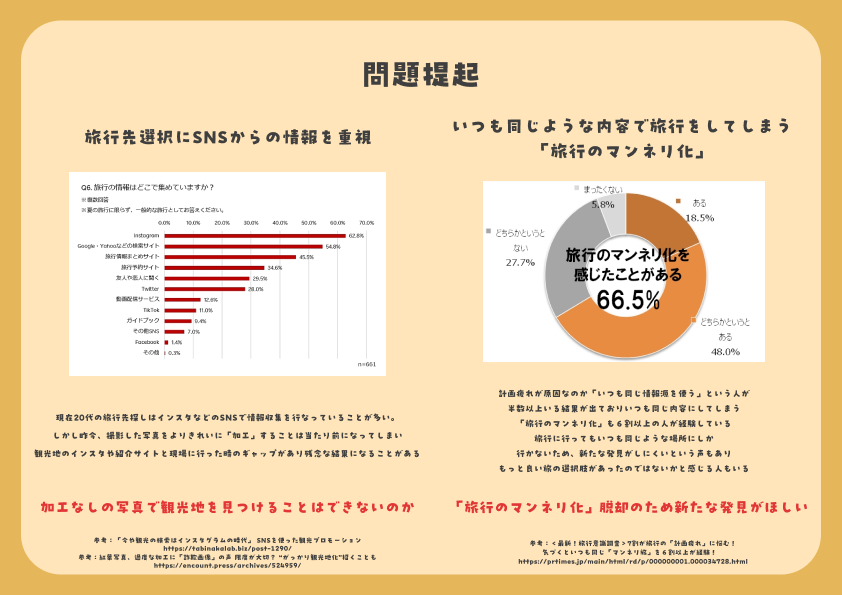 問題提起
旅行先選択にSNSからの情報を重視
Q6. 旅行の情報はどこで集めていますか？
※複数回答
※夏の旅行に限らず、一般的な旅行としてお答えください。
0.0% 10.0% 20.0% 30.0% 40.0% 50.0% 60.0% 70.0%
instagram 62.8%
Google・Yahooなどの検索サイト 54.8%
旅行情報まとめサイト 45.5%
旅行予約サイト 34.6%
友人や恋人に聞く 29.5%
Twitter 28.0%
動画配信サービス 12.6%
TikTok 11.0%
ガイドブック 9.4%
その他SNS 7.0%
Facebook 1.4%
その他 0.3%
n=661
現在20代の旅行先探しはインスタなどのSNSで情報収集を行なっていることが多い。
しかし昨今、撮影した写真をよりきれいに「加工」することは当たり前になってしまい
観光地のインスタや紹介サイトと現場に行った時のギャップがあり残念な結果になることがある
加工なしの写真で観光地を見つけることはできないのか
参考：「今や観光の検索はインスタグラムの時代」 SNSを使った観光プロモーション
https://tabinakalab.biz/post-1290/
参考：紅葉写真、過度な加工に「詐欺画像」の声 限度が大切？ “がっかり観光地化”招くことも
https://encount.press/archives/524959/
いつも同じような内容で旅行をしてしまう
「旅行のマンネリ化」
まったくない
5.8%
ある
18.5%
どちらかというと
ない
27.7%
旅行のマンネリ化を
感じたことがある
66.5%
どちらかというと
ある
48.0%
計画疲れが原因なのか「いつも同じ情報源を使う」という人が
半数以上いる結果が出ておりいつも同じ内容にしてしまう
「旅行のマンネリ化」も６割以上の人が経験している
旅行に行ってもいつも同じような場所にしか
行かないため、新たな発見がしにくいという声もあり
もっと良い旅の選択肢があったのではないかと感じる人もいる
「旅行のマンネリ化」脱却のため新たな発見がほしい
参考：＜最新！旅行意識調査＞7割が旅行の「計画疲れ」に悩む！
気づくといつも同じ「マンネリ旅」を６割以上が経験！
https://prtimes.jp/main/html/rd/p/000000001.000034728.html